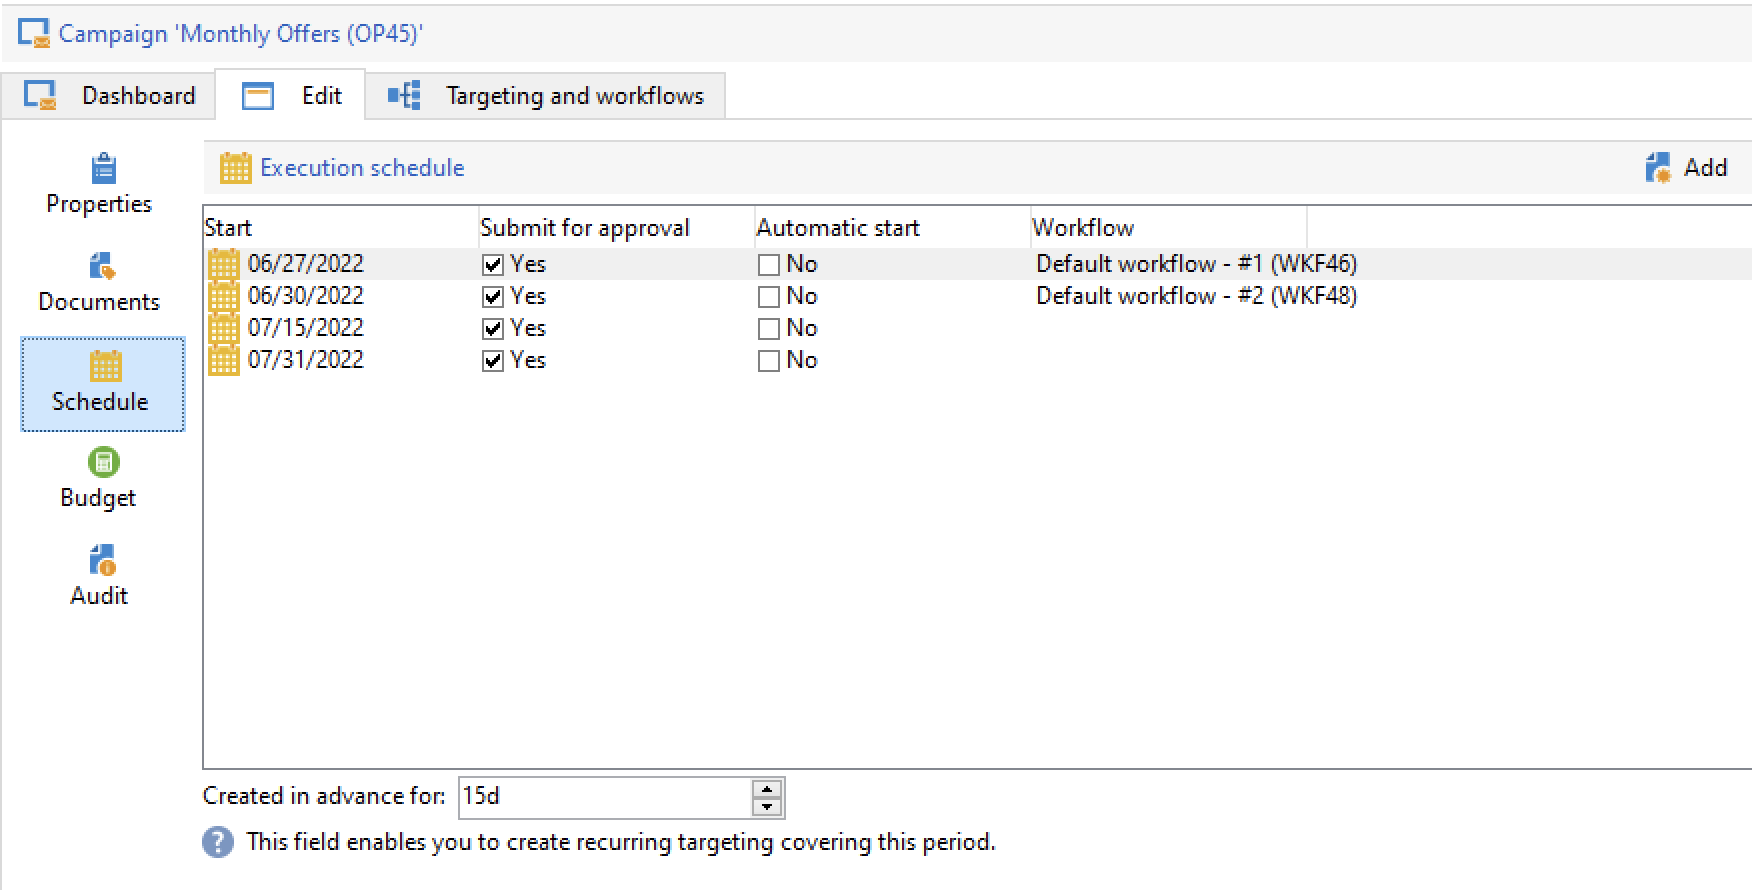 Campaign 'Monthly Offers (OP45)'
Dashboard Edit Targeting and workflows
Properties
Documents
Schedule
Budget
Audit
Execution schedule Add
Start Submit for approval Automatic start Workflow
06/27/2022 Yes No Default workflow - #1 (WKF46)
06/30/2022 Yes No Default workflow - #2 (WKF48)
07/15/2022 Yes No
07/31/2022 Yes No
Created in advance for: 15d
? This field enables you to create recurring targeting covering this period.